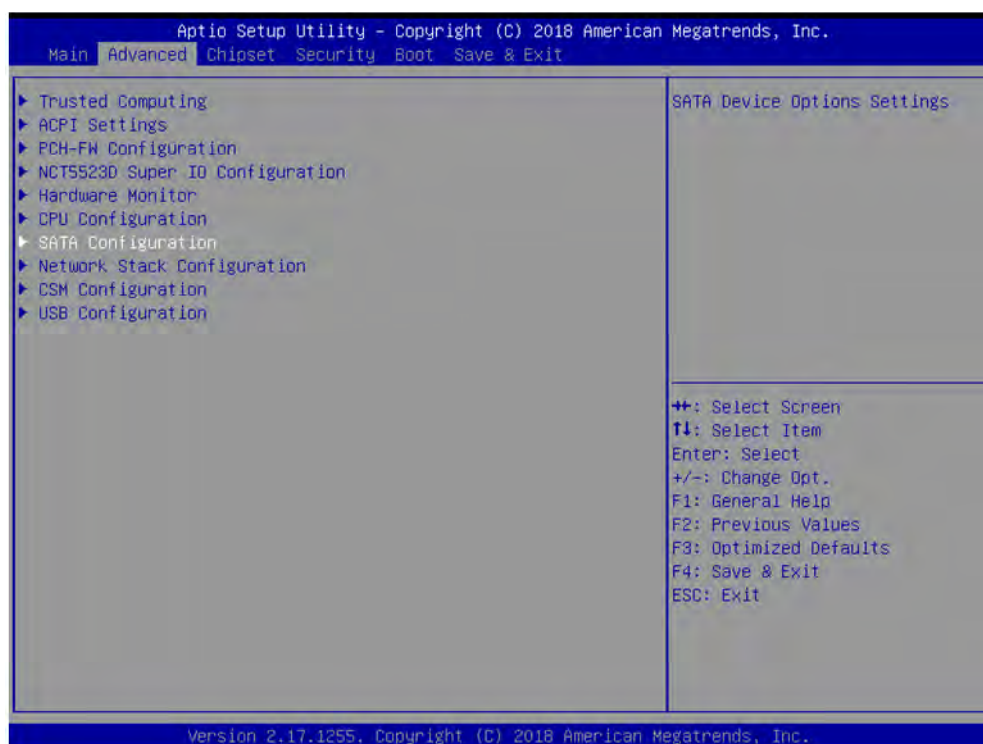 Aptio Setup Utility – Copyright (C) 2018 American Megatrends, Inc.
Main Advanced Chipset Security Boot Save & Exit
Trusted Computing
ACPI Settings
PCH-FW Configuration
NCT5523D Super IO Configuration
Hardware Monitor
CPU Configuration
SATA Configuration
Network Stack Configuration
CSM Configuration
USB Configuration
SATA Device Options Settings
→←: Select Screen
↑↓: Select Item
Enter: Select
+/-: Change Opt.
F1: General Help
F2: Previous Values
F3: Optimized Defaults
F4: Save & Exit
ESC: Exit
Version 2.17.1255. Copyright (C) 2018 American Megatrends, Inc.